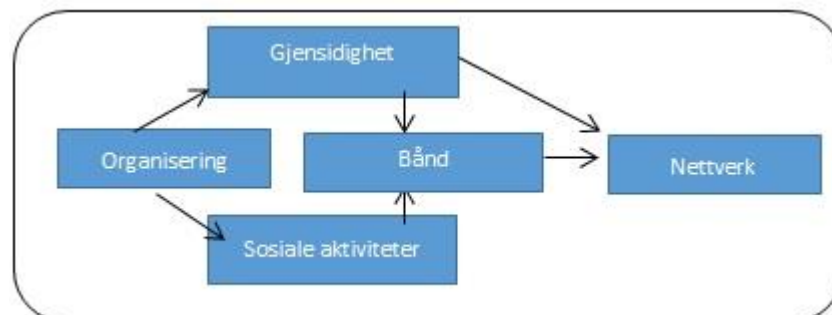 Gjensidighet
Organisering
Bånd
Nettverk
Sosiale aktiviteter